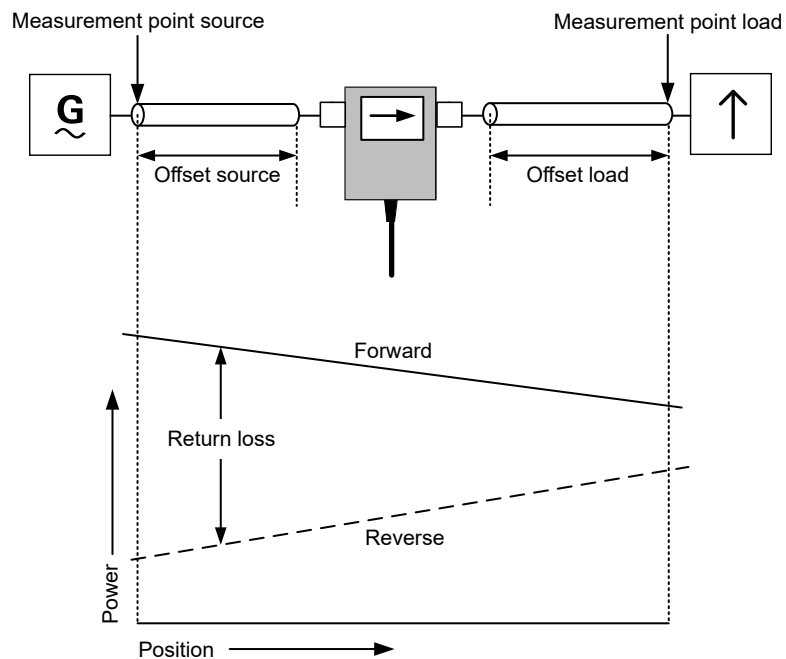 Measurement point source
Measurement point load
G
Offset source
Offset load
Forward
Return loss
Reverse
Power
Position